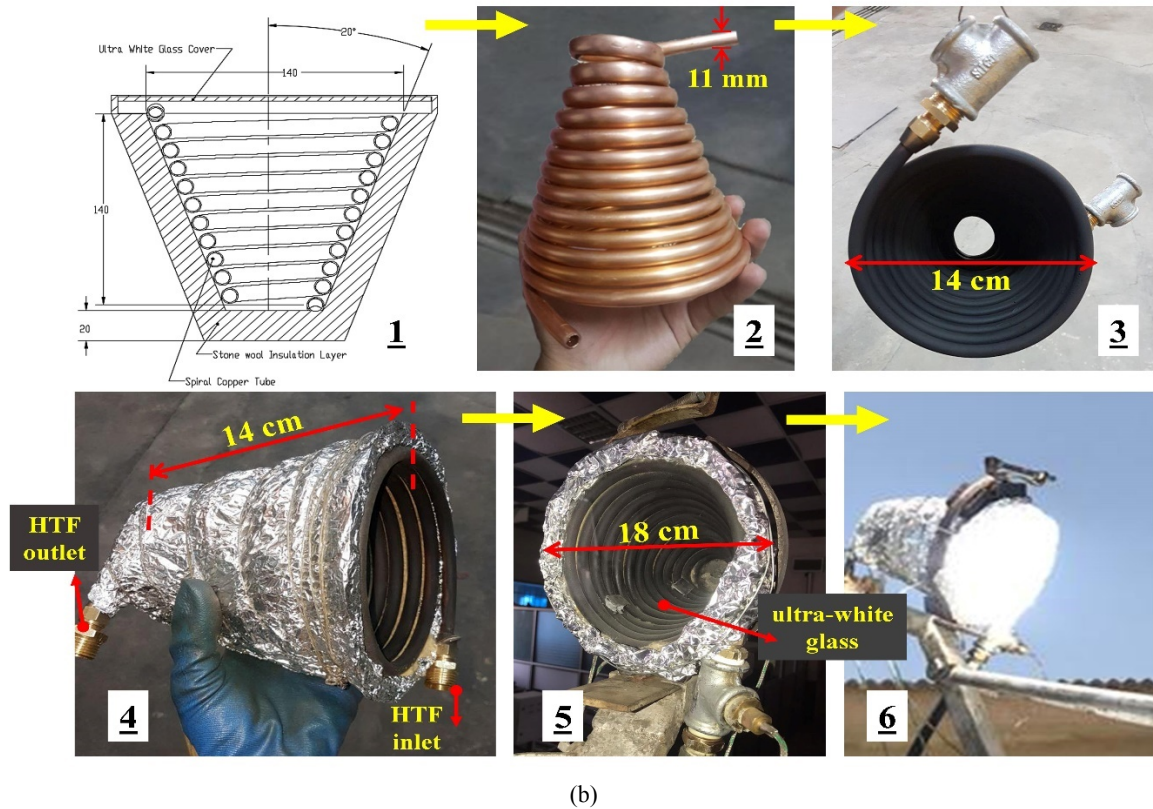 20°
Ultra White Glass Cover
140
140
20
Stone wool Insulation Layer
Spiral Copper Tube
1
11 mm
2
14 cm
3
14 cm
HTF
outlet
HTF
inlet
4
18 cm
ultra-white
glass
5
6
(b)